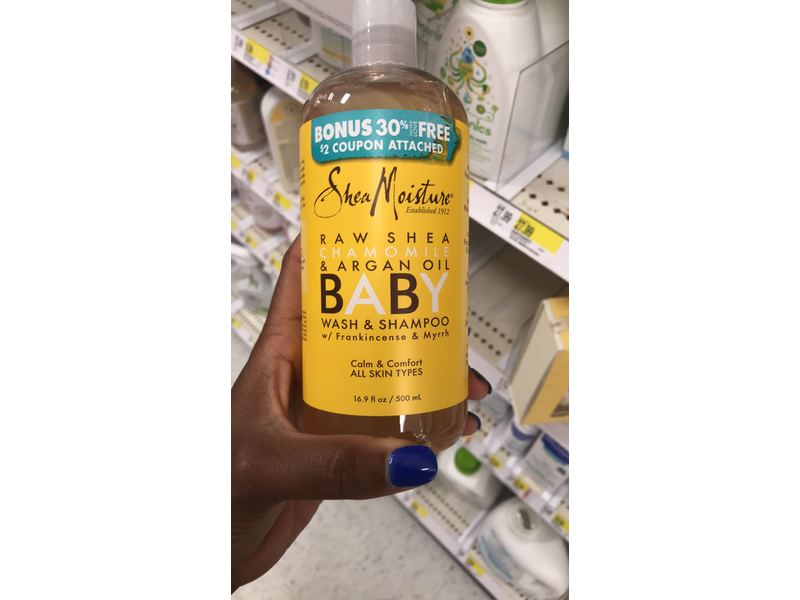 BONUS 30% MORE LOVE FREE
$2 COUPON ATTACHED
SheaMoisture®
Established 1912
RAW SHEA
CHAMOMILE
& ARGAN OIL
BABY
WASH & SHAMPOO
w/ Frankincense & Myrrh
Calm & Comfort
ALL SKIN TYPES
16.9 fl oz / 500 mL